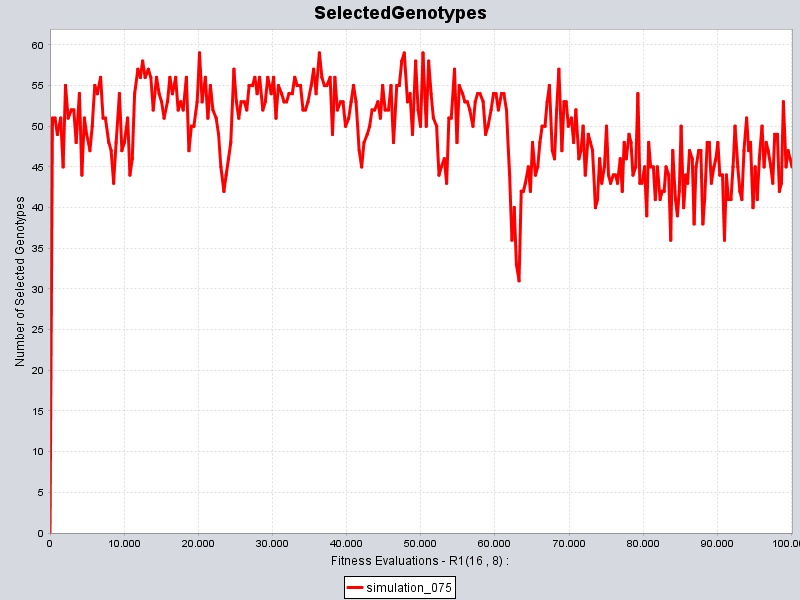 SelectedGenotypes
60
55
50
45
40
35
30
25
20
15
10
5
0
Number of Selected Genotypes
0 10.000 20.000 30.000 40.000 50.000 60.000 70.000 80.000 90.000 100.00
Fitness Evaluations - R1(16 , 8) :
simulation_075